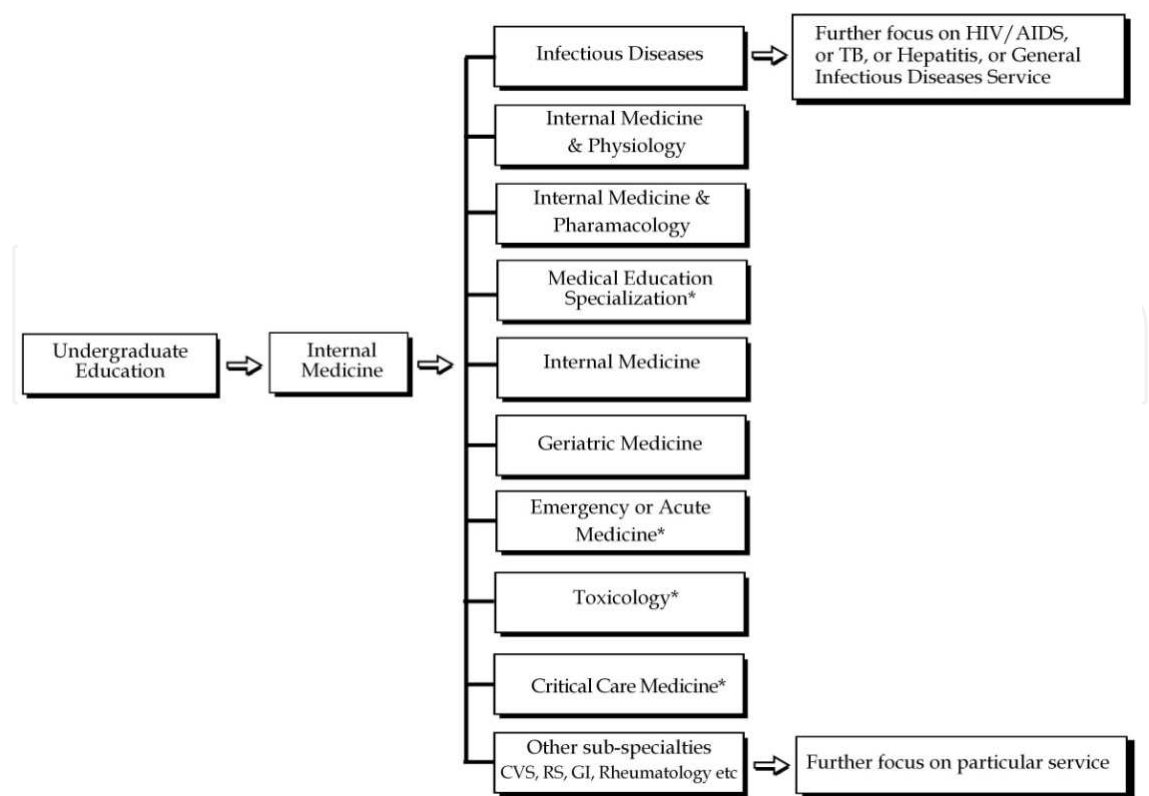 Undergraduate
Education
Internal
Medicine
Infectious Diseases
Further focus on HIV/AIDS,
or TB, or Hepatitis, or General
Infectious Diseases Service
Internal Medicine
& Physiology
Internal Medicine &
Pharamacology
Medical Education
Specialization*
Internal Medicine
Geriatric Medicine
Emergency or Acute
Medicine*
Toxicology*
Critical Care Medicine*
Other sub-specialties
CVS, RS, GI, Rheumatology etc
Further focus on particular service